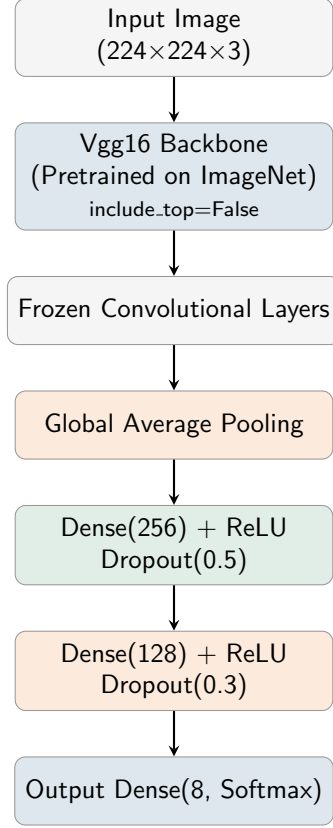 Input Image
(224×224×3)
Vgg16 Backbone
(Pretrained on ImageNet)
include_top=False
Frozen Convolutional Layers
Global Average Pooling
Dense(256) + ReLU
Dropout(0.5)
Dense(128) + ReLU
Dropout(0.3)
Output Dense(8, Softmax)